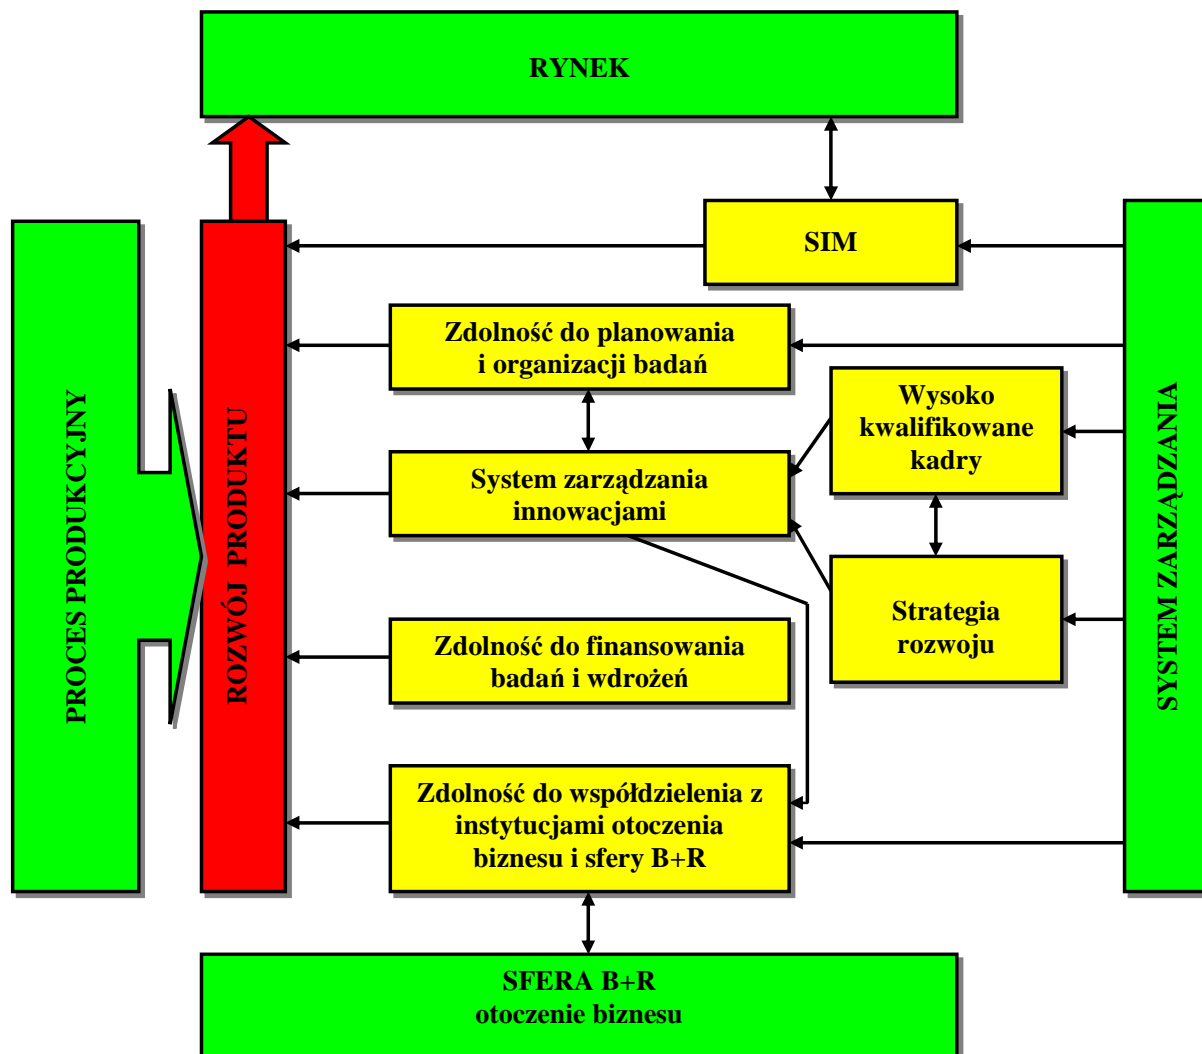 RYNEK
SIM
Zdolność do planowania
i organizacji badań
Wysoko
kwalifikowane
kadry
System zarządzania
innowacjami
Strategia
rozwoju
Zdolność do finansowania
badań i wdrożeń
Zdolność do współdzielenia z
instytucjami otoczenia
biznesu i sfery B+R
PROCES PRODUKCYJNY
ROZWÓJ PRODUKTU
SYSTEM ZARZĄDZANIA
SFERA B+R
otoczenie biznesu